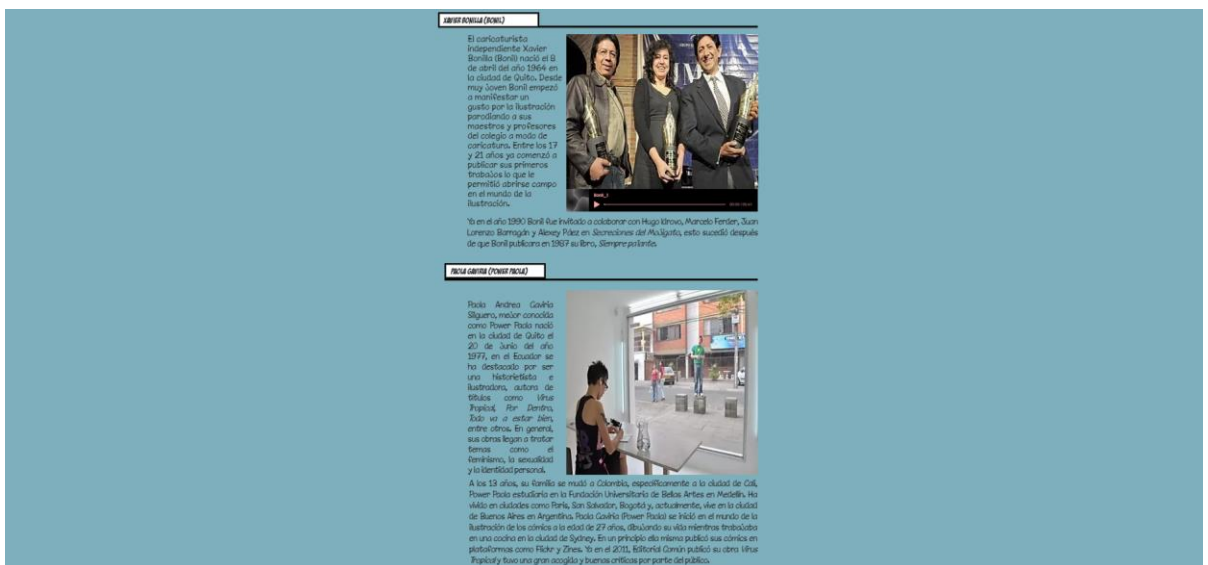 XAVIER BONILLA (BONIL)
El caricaturista
independiente Xavier
Bonilla (Bonil) nació el 8
de abril del año 1964 en
la ciudad de Quito. Desde
muy joven Bonil empezó
a manifestar un
gusto por la ilustración
parodiando a sus
maestros y profesores
del colegio a modo de
caricatura. Entre los 17
y 21 años ya comenzó a
publicar sus primeros
trabajos lo que le
permitió abrirse campo
en el mundo de la
ilustración.
Bonil_1
Ya en el año 1990 Bonil fue invitado a colaborar con Hugo Idrovo, Marcelo Ferder, Juan
Lorenzo Barragán y Alexey Páez en Secreciones del Mojigato, esto sucedió después
de que Bonil publicara en 1987 su libro, Siempre pa'lante.
PAOLA GAVIRIA (POWER PAOLA)
Paola Andrea Gaviria
Silguero, mejor conocida
como Power Paola nació
en la ciudad de Quito el
20 de junio del año
1977, en el Ecuador se
ha destacado por ser
una historietista e
ilustradora, autora de
títulos como Virus
Tropical, Por Dentro,
Todo va a estar bien,
entre otros. En general,
sus obras llegan a tratar
temas como el
feminismo, la sexualidad
y la identidad personal.
A los 13 años, su familia se mudó a Colombia, específicamente a la ciudad de Cali,
Power Paola estudiaría en la Fundación Universitaria de Bellas Artes en Medellín. Ha
vivido en ciudades como París, San Salvador, Bogotá y, actualmente, vive en la ciudad
de Buenos Aires en Argentina. Paola Gaviria (Power Paola) se inició en el mundo de la
ilustración de los cómics a la edad de 27 años, dibujando su vida mientras trabajaba
en una cocina en la ciudad de Sydney. En un principio ella misma publicó sus cómics en
plataformas como Flickr y Zines. Ya en el 2011, Editorial Común publicó su obra Virus
Tropical y tuvo una gran acogida y buenas críticas por parte del público.